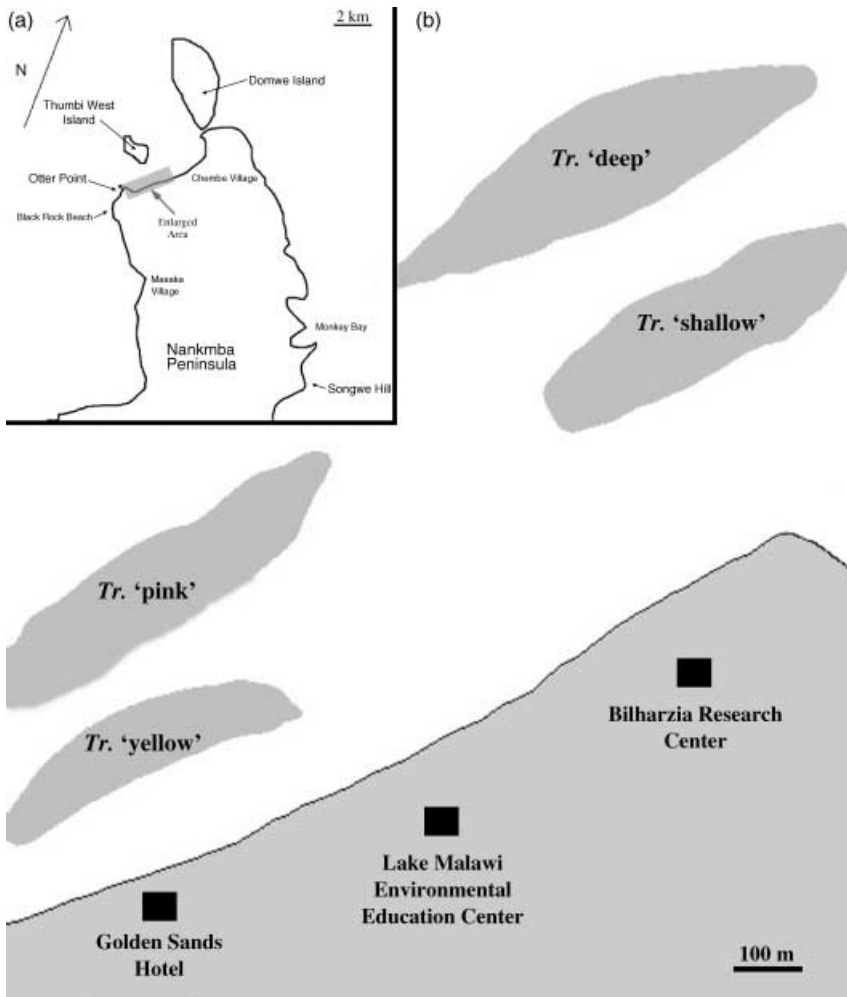 (a)
2 km
N
Domwe Island
Thumbi West
Island
Otter Point
Chembe Village
Black Rock Beach
Enlarged
Area
Masaka
Village
Monkey Bay
Nankmba
Peninsula
Songwe Hill
(b)
Tr. ‘deep’
Tr. ‘shallow’
Tr. ‘pink’
Tr. ‘yellow’
Bilharzia Research
Center
Lake Malawi
Environmental
Education Center
Golden Sands
Hotel
100 m